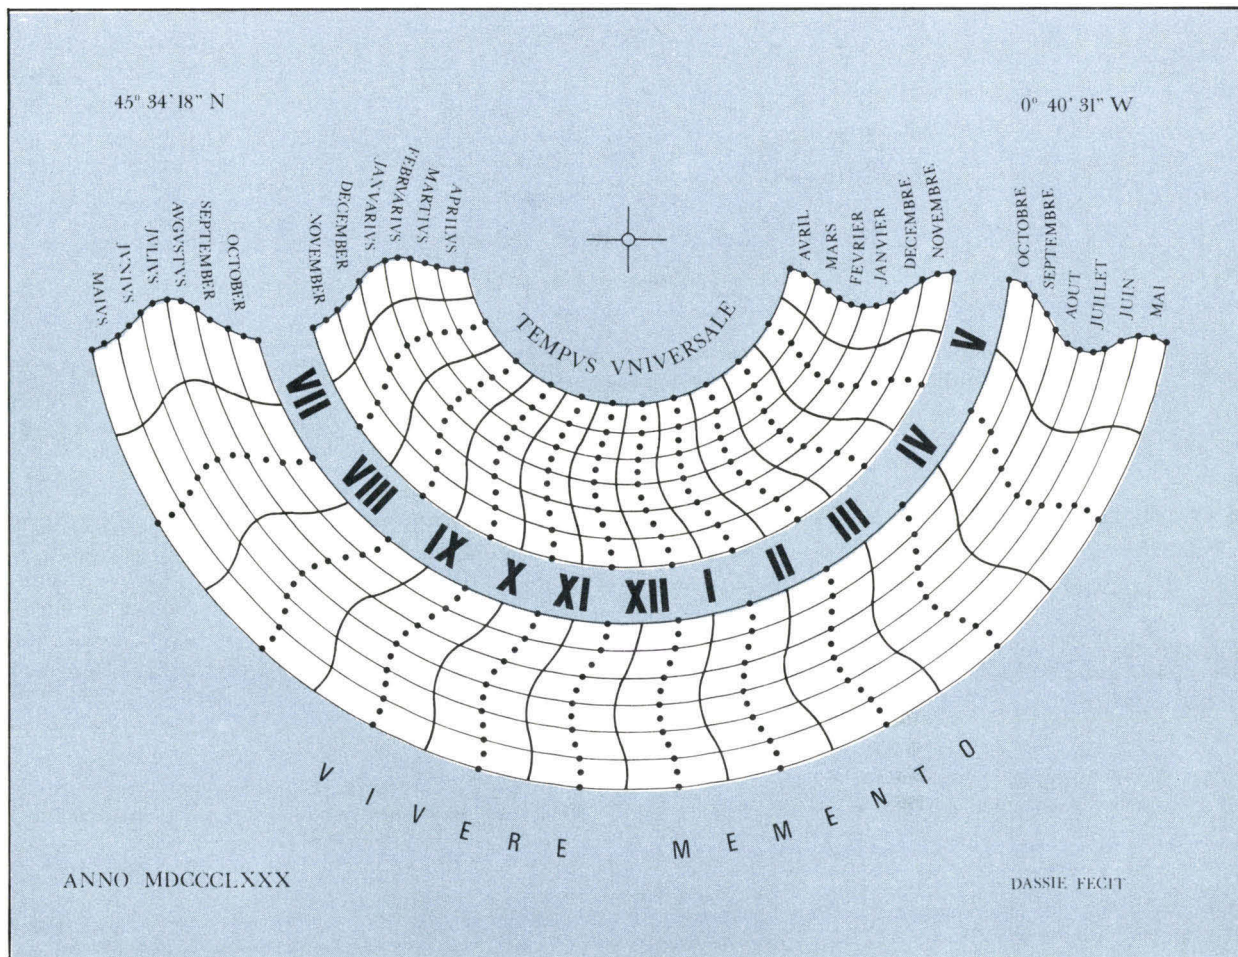 45° 34' 18" N
0° 40' 31" W
MAIVS
JVNIVS
JVLIVS
AVGVSTVS
SEPTEMBER
OCTOBER
NOVEMBER
DECEMBER
JANVARIVS
FEBRVARIVS
MARTIVS
APRILVS
AVRIL
MARS
FEVRIER
JANVIER
DECEMBRE
NOVEMBRE
OCTOBRE
SEPTEMBRE
AOUT
JUILLET
JUIN
MAI
TEMPVS VNIVERSALE
VII
VIII
IX
X
XI
XII
I
II
III
IV
V
VIVERE MEMENTO
ANNO MDCCCLXXX
DASSIE FECIT